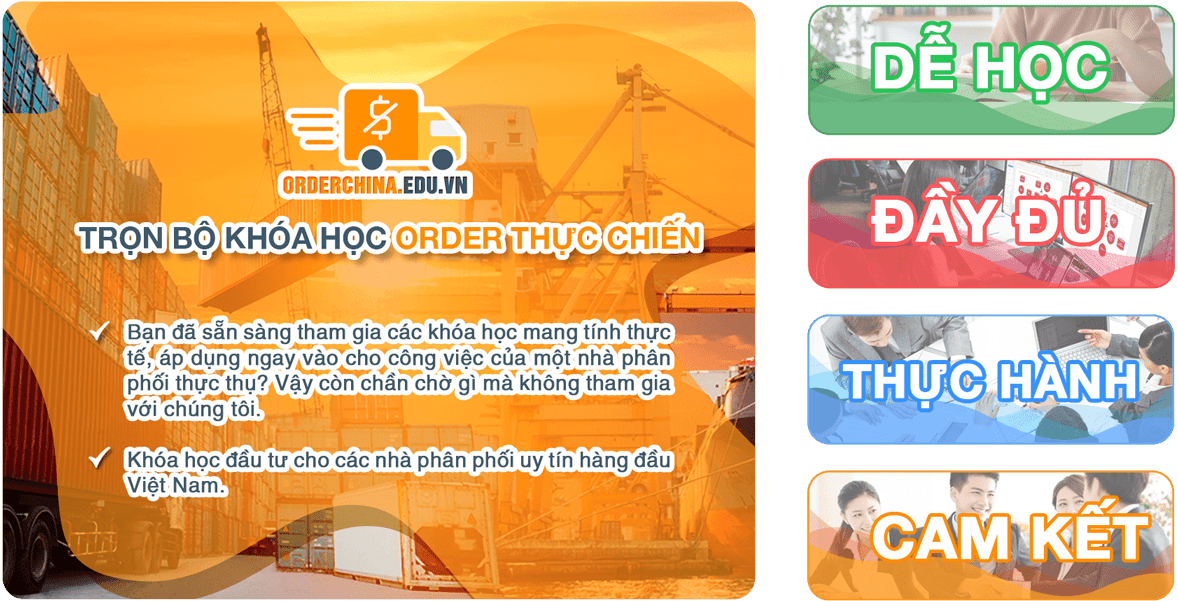 ORDERCHINA.EDU.VN
TRỌN BỘ KHÓA HỌC ORDER THỰC CHIẾN
Bạn đã sẵn sàng tham gia các khóa học mang tính thực
tế, áp dụng ngay vào cho công việc của một nhà phân
phối thực thụ? Vậy còn chần chờ gì mà không tham gia
với chúng tôi.
Khóa học đầu tư cho các nhà phân phối uy tín hàng đầu
Việt Nam.
DỄ HỌC
ĐẦY ĐỦ
THỰC HÀNH
CAM KẾT